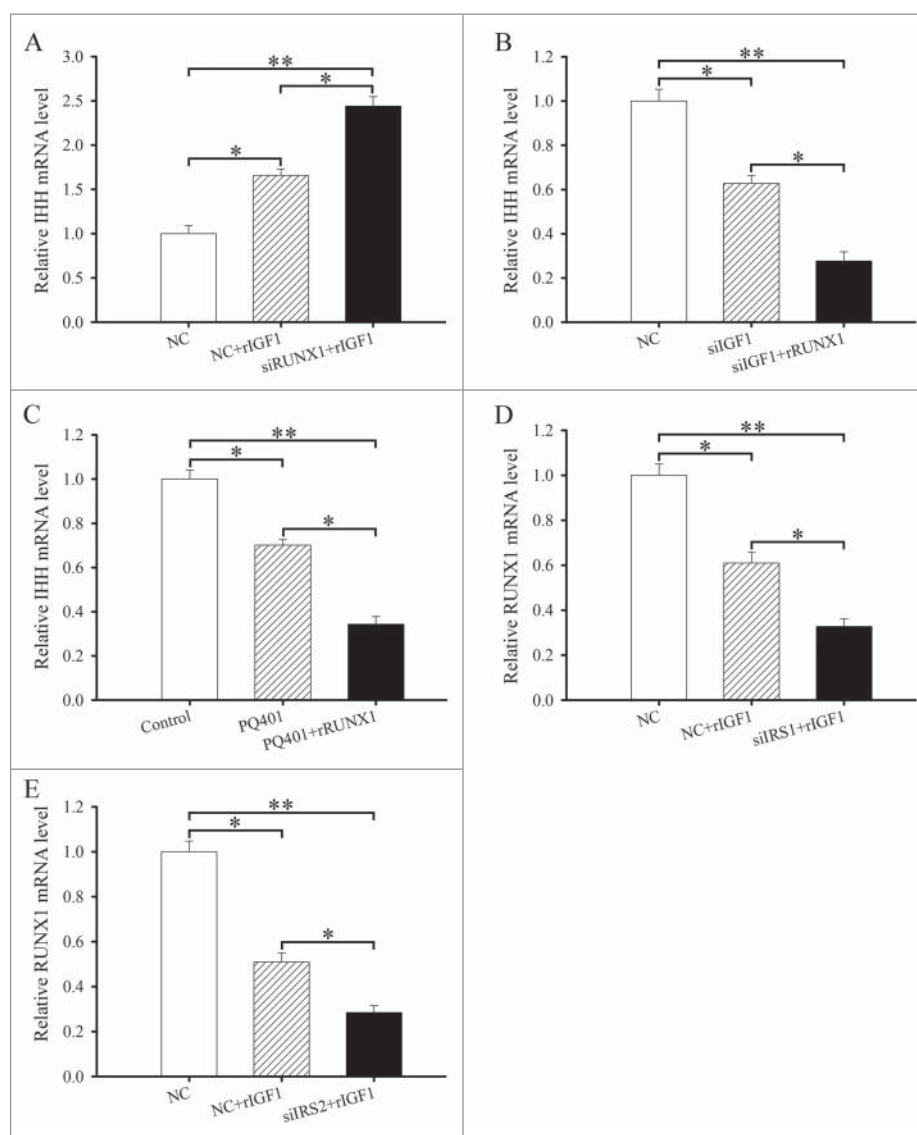 A
Relative IHH mRNA level
3.0
2.5
2.0
1.5
1.0
0.5
0.0
**
*
*
NC
NC+rIGF1
siRUNX1+rIGF1
B
Relative IHH mRNA level
1.2
1.0
0.8
0.6
0.4
0.2
0.0
**
*
*
NC
siIGF1
siIGF1+rRUNX1
C
Relative IHH mRNA level
1.2
1.0
0.8
0.6
0.4
0.2
0.0
**
*
*
Control
PQ401
PQ401+rRUNX1
D
Relative RUNX1 mRNA level
1.2
1.0
0.8
0.6
0.4
0.2
0.0
**
*
*
NC
NC+rIGF1
siIRS1+rIGF1
E
Relative RUNX1 mRNA level
1.2
1.0
0.8
0.6
0.4
0.2
0.0
**
*
*
NC
NC+rIGF1
siIRS2+rIGF1